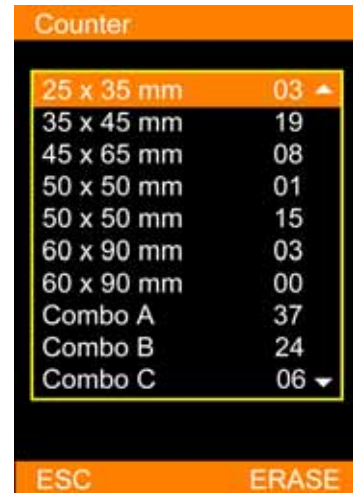 Counter
25 x 35 mm 03
35 x 45 mm 19
45 x 65 mm 08
50 x 50 mm 01
50 x 50 mm 15
60 x 90 mm 03
60 x 90 mm 00
Combo A 37
Combo B 24
Combo C 06
ESC ERASE